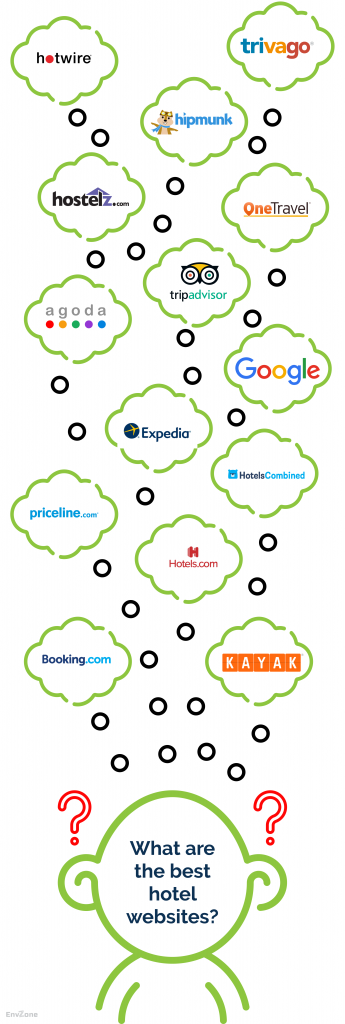 hotwire
trivago
hipmunk
hostelz.com
OneTravel
tripadvisor
agoda
Google
Expedia
HotelsCombined
priceline.com
Hotels.com
Booking.com
KAYAK
? ?
What are
the best
hotel
websites?
EnviZone